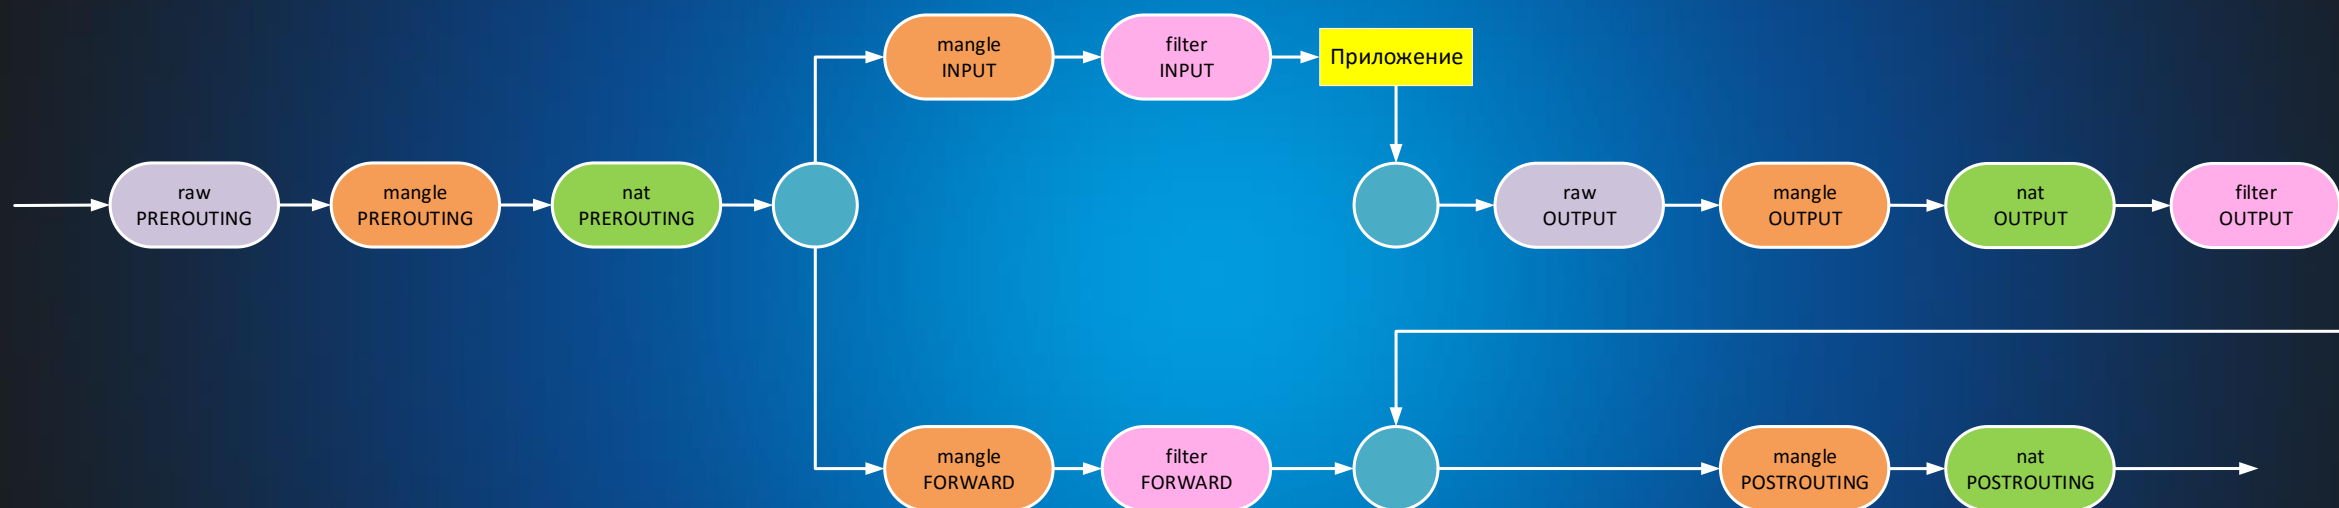 mangle
INPUT
filter
INPUT
Приложение
raw
PREROUTING
mangle
PREROUTING
nat
PREROUTING
raw
OUTPUT
mangle
OUTPUT
nat
OUTPUT
filter
OUTPUT
mangle
FORWARD
filter
FORWARD
mangle
POSTROUTING
nat
POSTROUTING